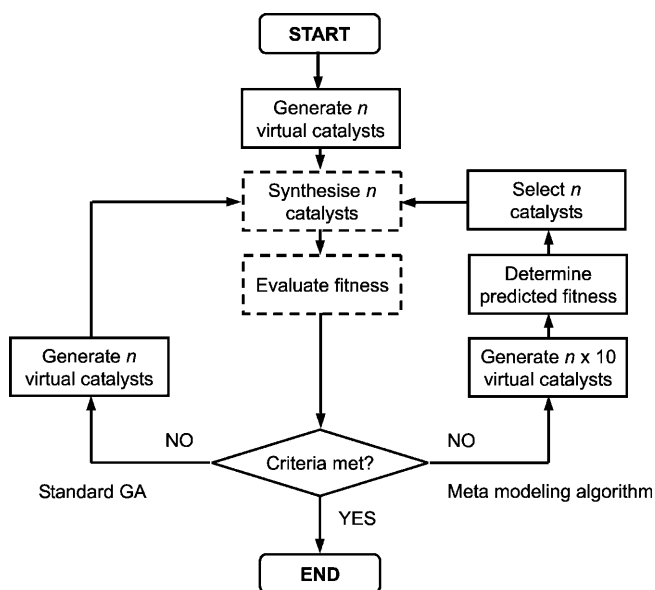 START
Generate n
virtual catalysts
Synthesise n
catalysts
Select n
catalysts
Evaluate fitness
Determine
predicted fitness
Generate n
virtual catalysts
Generate n x 10
virtual catalysts
NO
Criteria met?
NO
Standard GA
Meta modeling algorithm
YES
END